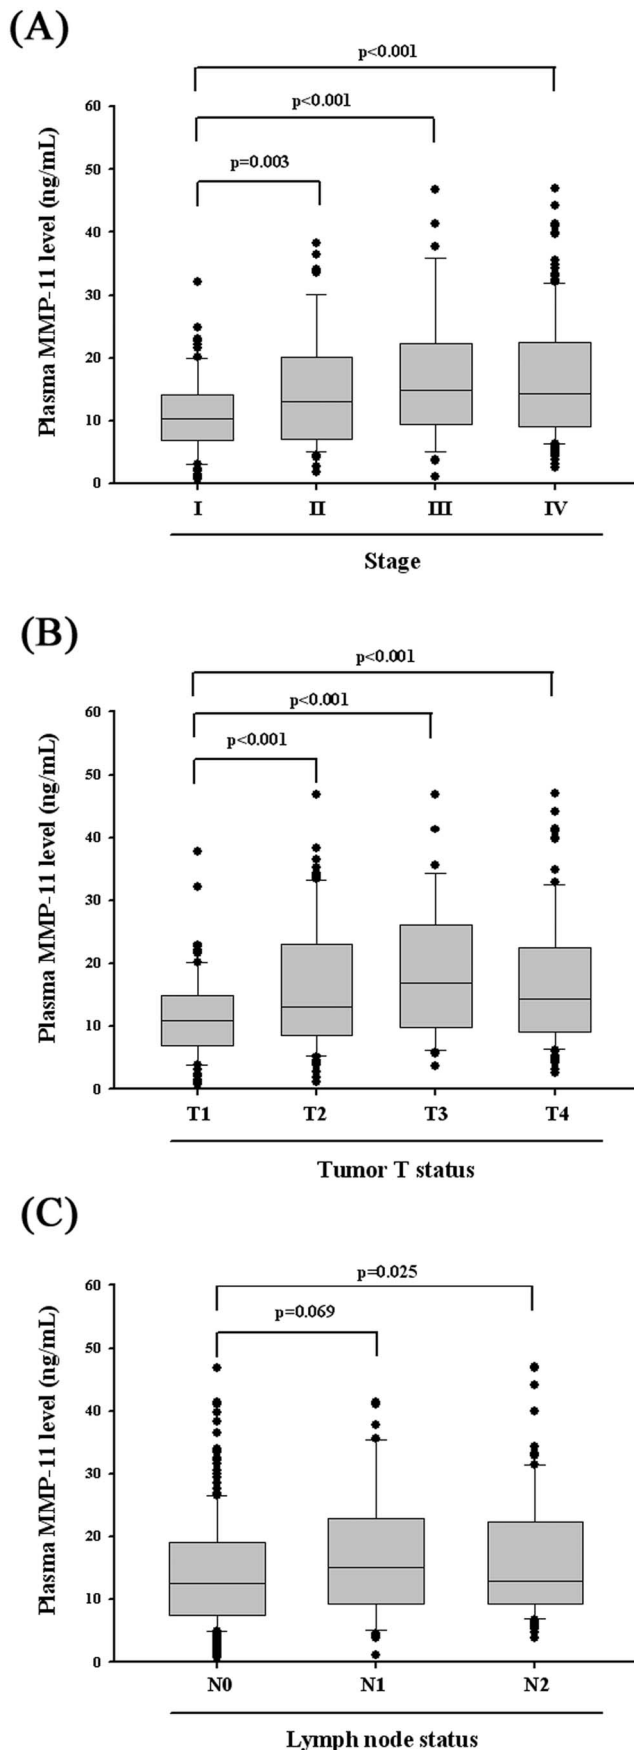 (A)
p<0.001
p<0.001
p=0.003
Plasma MMP-11 level (ng/mL)
60
50
40
30
20
10
0
I II III IV
Stage
(B)
p<0.001
p<0.001
p<0.001
Plasma MMP-11 level (ng/mL)
60
50
40
30
20
10
0
T1 T2 T3 T4
Tumor T status
(C)
p=0.025
p=0.069
Plasma MMP-11 level (ng/mL)
60
50
40
30
20
10
0
N0 N1 N2
Lymph node status